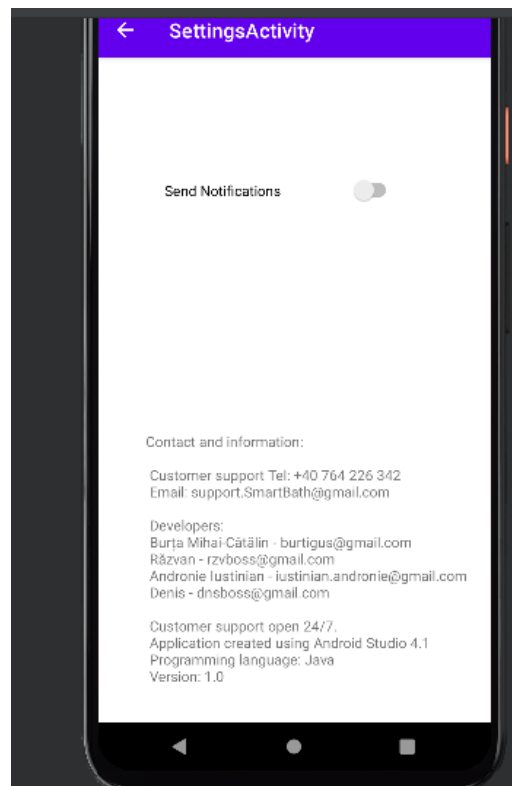 SettingsActivity
Send Notifications
Contact and information:
Customer support Tel: +40 764 226 342
Email: support.SmartBath@gmail.com
Developers:
Burța Mihai-Cătălin - burtigus@gmail.com
Răzvan - rzvboss@gmail.com
Andronie Iustinian - iustinian.andronie@gmail.com
Denis - dnsboss@gmail.com
Customer support open 24/7.
Application created using Android Studio 4.1
Programming language: Java
Version: 1.0